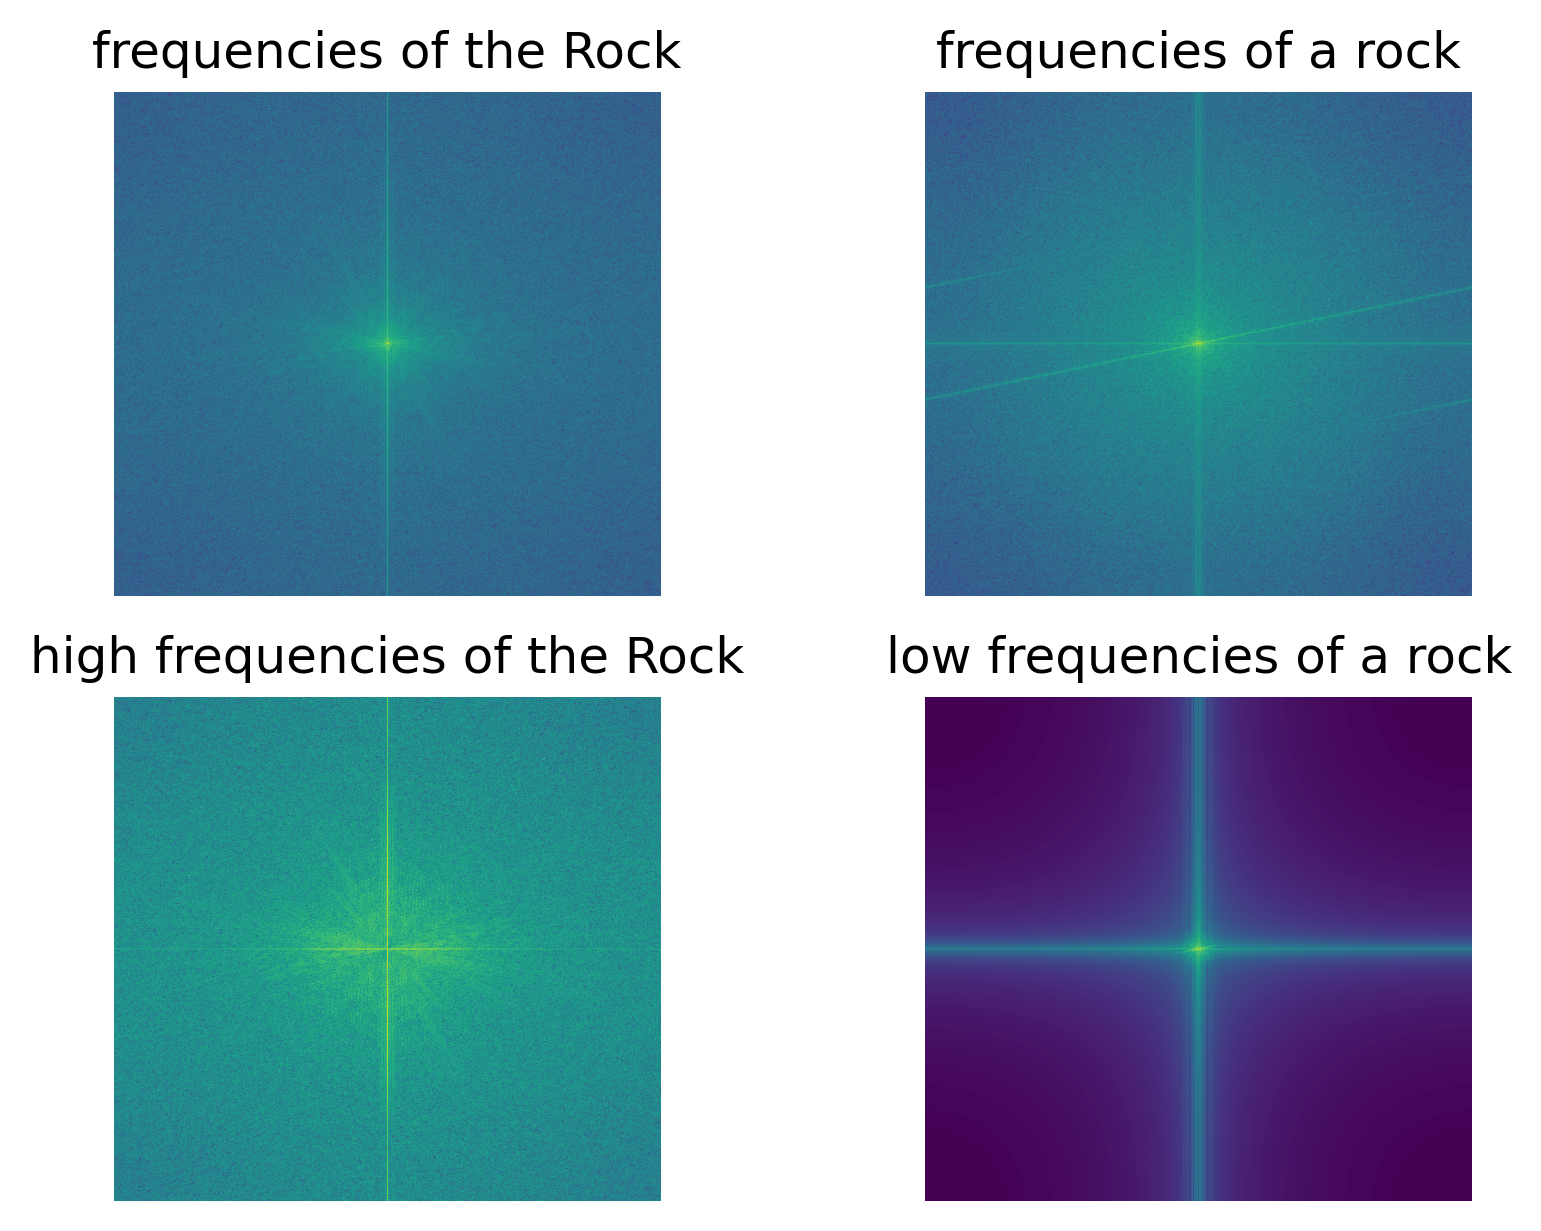 frequencies of the Rock
frequencies of a rock
high frequencies of the Rock
low frequencies of a rock